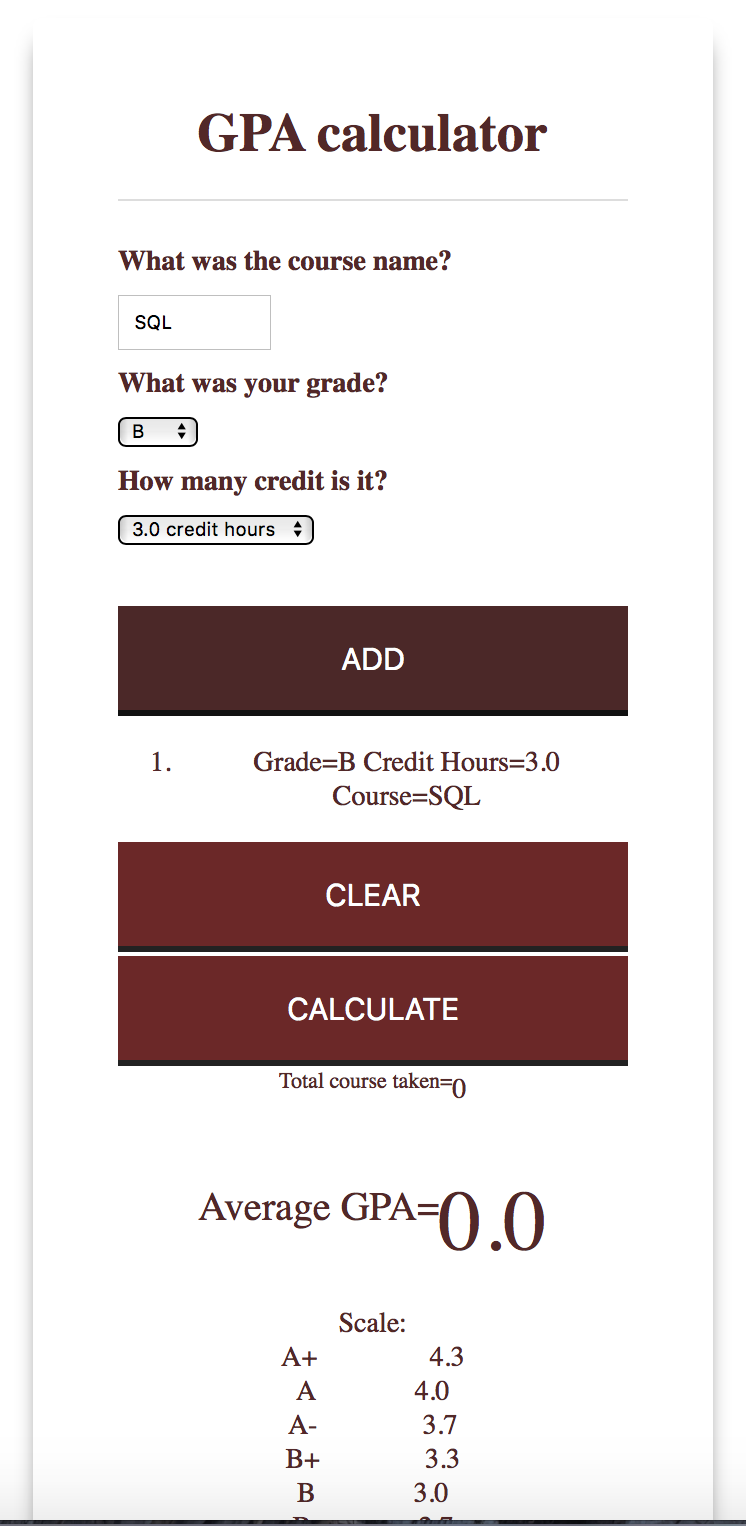 GPA calculator
What was the course name?
SQL
What was your grade?
B
How many credit is it?
3.0 credit hours
ADD
1. Grade=B Credit Hours=3.0
Course=SQL
CLEAR
CALCULATE
Total course taken=0
Average GPA=0.0
Scale:
A+ 4.3
A 4.0
A- 3.7
B+ 3.3
B 3.0